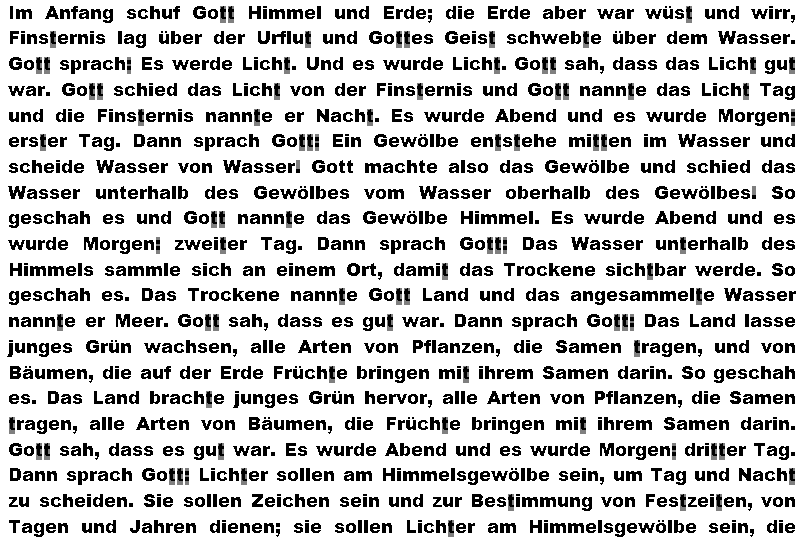 Im Anfang schuf Gott Himmel und Erde; die Erde aber war wüst und wirr,
Finsternis lag über der Urflut und Gottes Geist schwebte über dem Wasser.
Gott sprach: Es werde Licht. Und es wurde Licht. Gott sah, dass das Licht gut
war. Gott schied das Licht von der Finsternis und Gott nannte das Licht Tag
und die Finsternis nannte er Nacht. Es wurde Abend und es wurde Morgen:
erster Tag. Dann sprach Gott: Ein Gewölbe entstehe mitten im Wasser und
scheide Wasser von Wasser. Gott machte also das Gewölbe und schied das
Wasser unterhalb des Gewölbes vom Wasser oberhalb des Gewölbes. So
geschah es und Gott nannte das Gewölbe Himmel. Es wurde Abend und es
wurde Morgen: zweiter Tag. Dann sprach Gott: Das Wasser unterhalb des
Himmels sammle sich an einem Ort, damit das Trockene sichtbar werde. So
geschah es. Das Trockene nannte Gott Land und das angesammelte Wasser
nannte er Meer. Gott sah, dass es gut war. Dann sprach Gott: Das Land lasse
junges Grün wachsen, alle Arten von Pflanzen, die Samen tragen, und von
Bäumen, die auf der Erde Früchte bringen mit ihrem Samen darin. So geschah
es. Das Land brachte junges Grün hervor, alle Arten von Pflanzen, die Samen
tragen, alle Arten von Bäumen, die Früchte bringen mit ihrem Samen darin.
Gott sah, dass es gut war. Es wurde Abend und es wurde Morgen: dritter Tag.
Dann sprach Gott: Lichter sollen am Himmelsgewölbe sein, um Tag und Nacht
zu scheiden. Sie sollen Zeichen sein und zur Bestimmung von Festzeiten, von
Tagen und Jahren dienen; sie sollen Lichter am Himmelsgewölbe sein, die